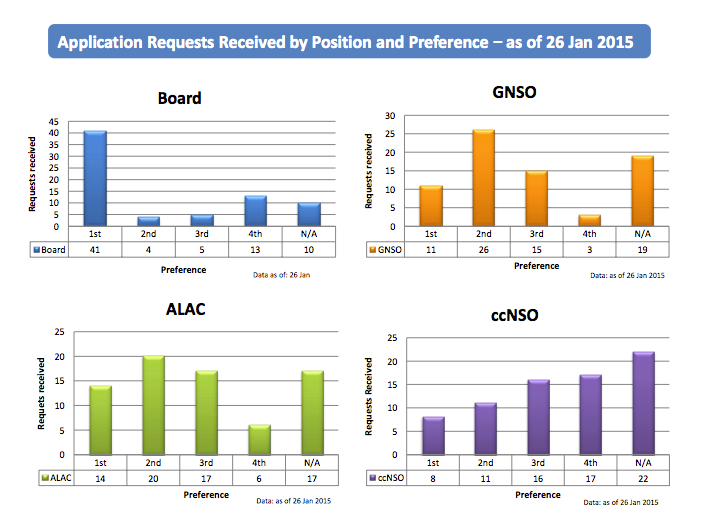 Application Requests Received by Position and Preference – as of 26 Jan 2015
Board
Requests received
45
40
35
30
25
20
15
10
5
0
1st 2nd 3rd 4th N/A
Board 41 4 5 13 10
Preference
Data as of: 26 Jan
GNSO
Requests received
30
25
20
15
10
5
0
1st 2nd 3rd 4th N/A
GNSO 11 26 15 3 19
Preference
Data: as of 26 Jan 2015
ALAC
Requets received
25
20
15
10
5
0
1st 2nd 3rd 4th N/A
ALAC 14 20 17 6 17
Preference
Data: as of 26 Jan 2015
ccNSO
Requests Received
25
20
15
10
5
0
1st 2nd 3rd 4th N/A
ccNSO 8 11 16 17 22
Preference
Data: as of 26 Jan 2015